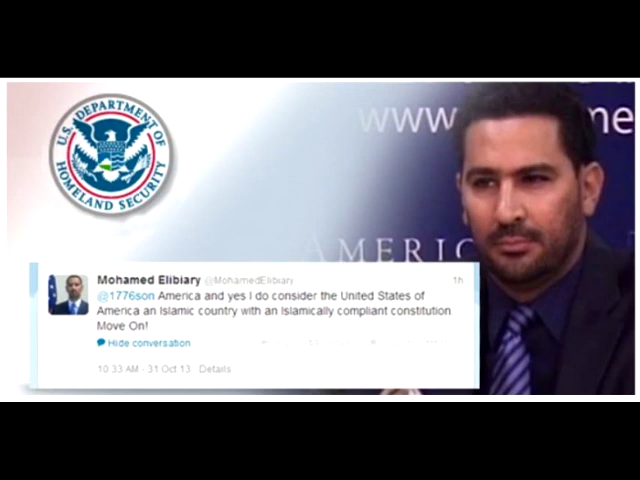 www. me
U.S. DEPARTMENT OF
HOMELAND SECURITY
AMERIC
Mohamed Elibiary @MohamedElibiary 1h
@1776son America and yes I do consider the United States of
America an Islamic country with an Islamically compliant constitution
Move On!
Hide conversation
10:33 AM - 31 Oct 13 Details